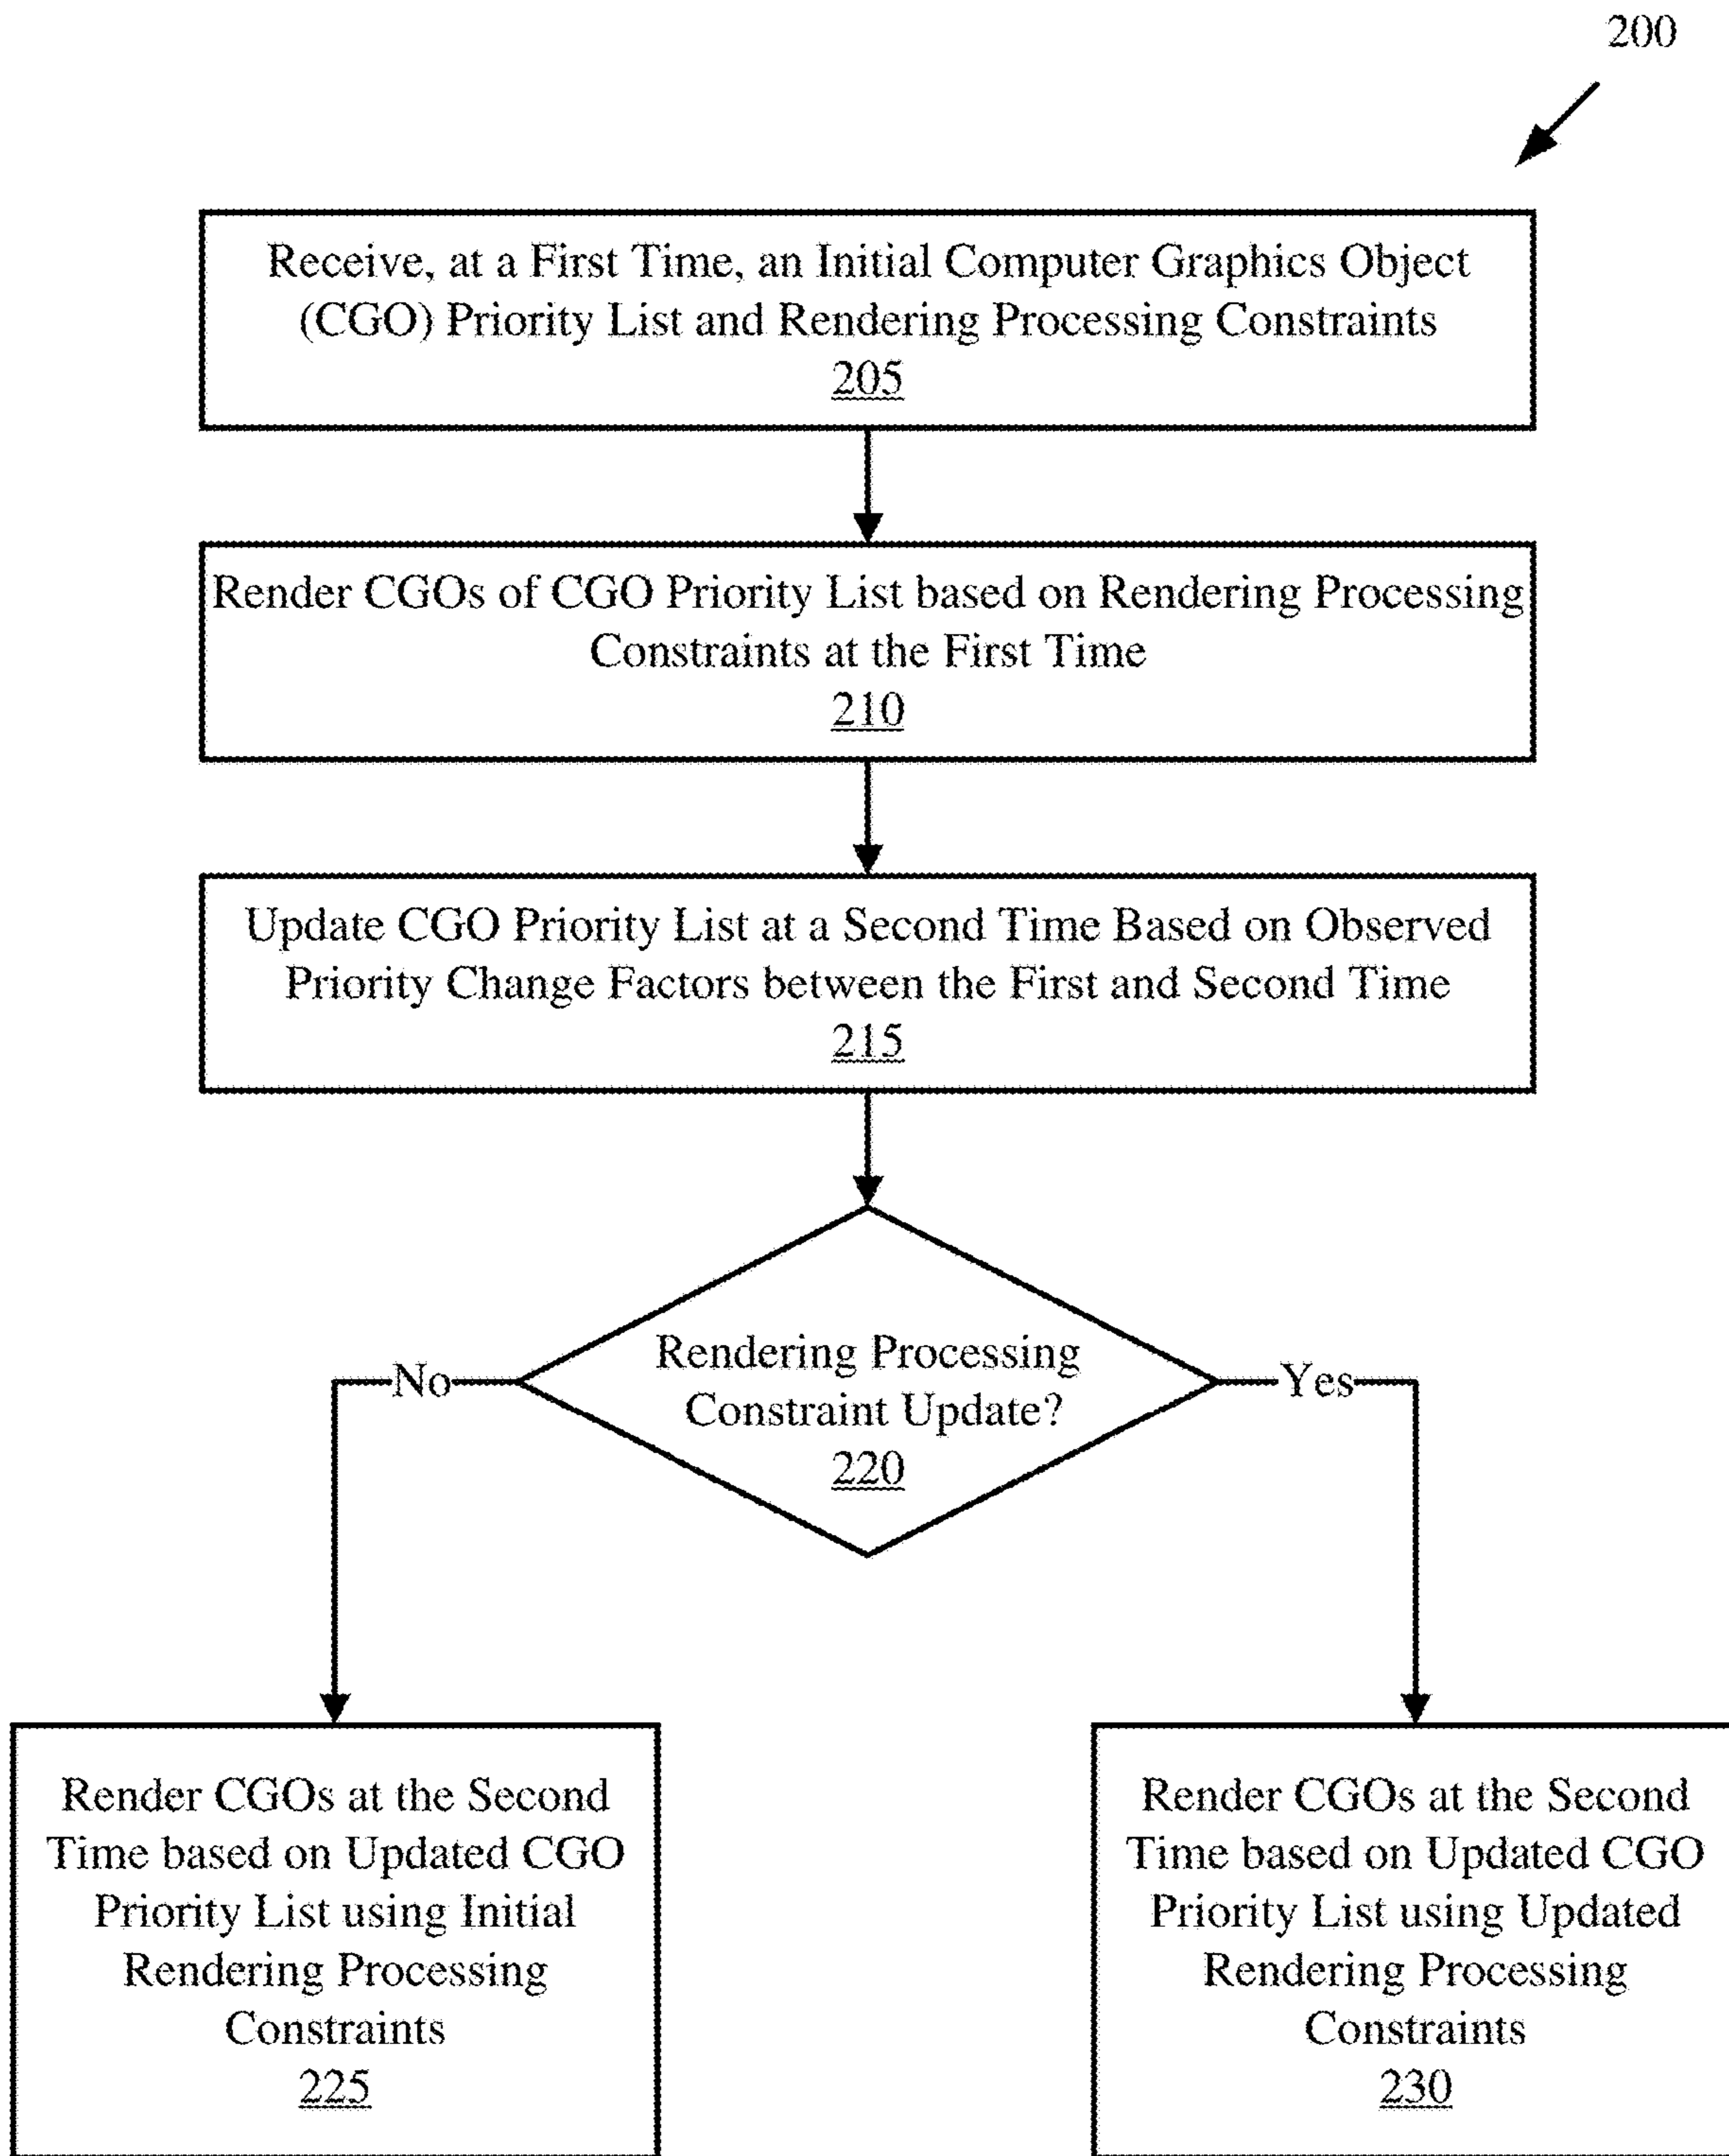 200
Receive, at a First Time, an Initial Computer Graphics Object
(CGO) Priority List and Rendering Processing Constraints
205
Render CGOs of CGO Priority List based on Rendering Processing
Constraints at the First Time
210
Update CGO Priority List at a Second Time Based on Observed
Priority Change Factors between the First and Second Time
215
Rendering Processing
Constraint Update?
220
No
Yes
Render CGOs at the Second
Time based on Updated CGO
Priority List using Initial
Rendering Processing
Constraints
225
Render CGOs at the Second
Time based on Updated CGO
Priority List using Updated
Rendering Processing
Constraints
230